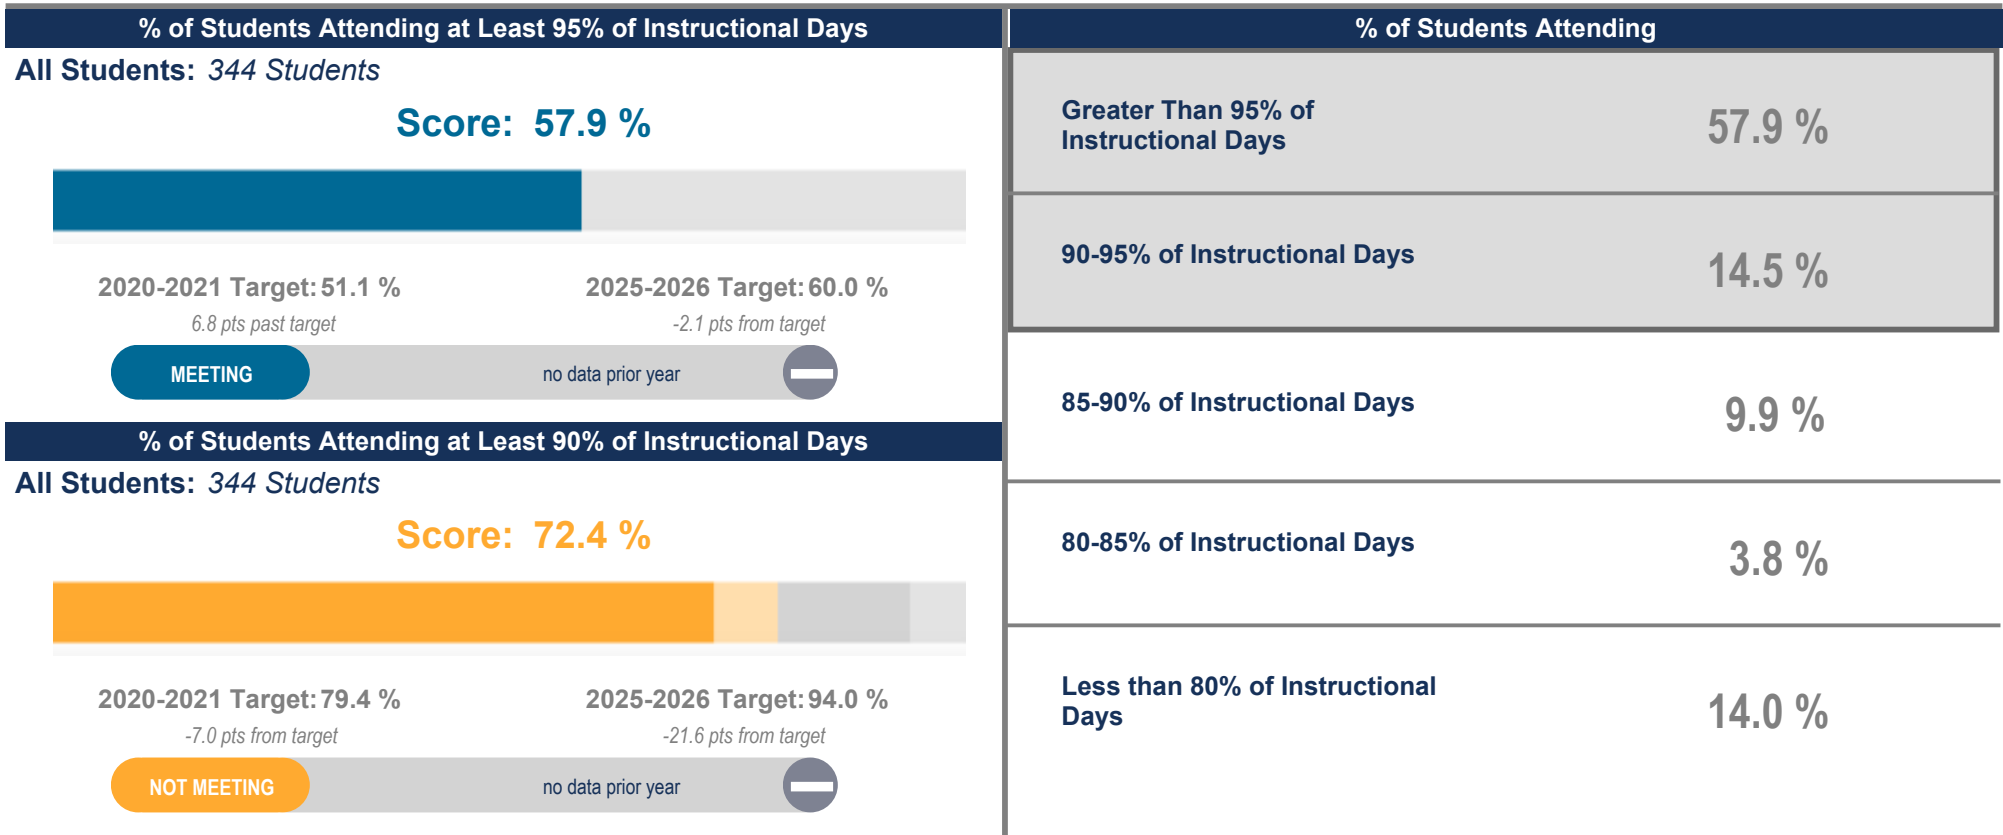 % of Students Attending at Least 95% of Instructional Days
All Students: 344 Students
Score: 57.9 %
2020-2021 Target: 51.1 %
6.8 pts past target
2025-2026 Target: 60.0 %
-2.1 pts from target
MEETING
no data prior year
% of Students Attending at Least 90% of Instructional Days
All Students: 344 Students
Score: 72.4 %
2020-2021 Target: 79.4 %
-7.0 pts from target
2025-2026 Target: 94.0 %
-21.6 pts from target
NOT MEETING
no data prior year
% of Students Attending
Greater Than 95% of
Instructional Days
57.9 %
90-95% of Instructional Days
14.5 %
85-90% of Instructional Days
9.9 %
80-85% of Instructional Days
3.8 %
Less than 80% of Instructional
Days
14.0 %